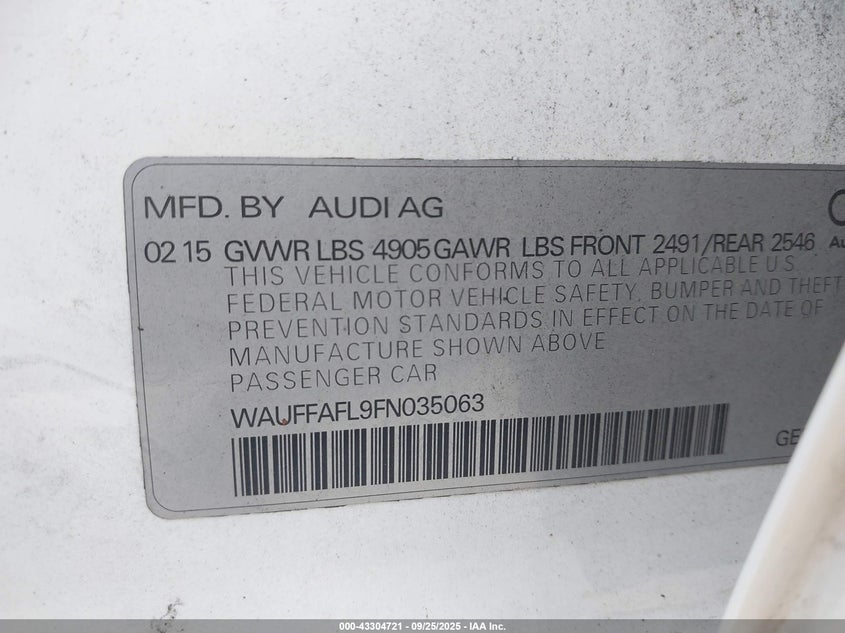 MFD. BY AUDI AG
02 15 GVWR LBS 4905 GAWR LBS FRONT 2491/REAR 2546
THIS VEHICLE CONFORMS TO ALL APPLICABLE U S
FEDERAL MOTOR VEHICLE SAFETY, BUMPER AND THEFT
PREVENTION STANDARDS IN EFFECT ON THE DATE OF
MANUFACTURE SHOWN ABOVE
PASSENGER CAR
WAUFFAFL9FN035063
000-43304721 - 09/25/2025 - IAA Inc.